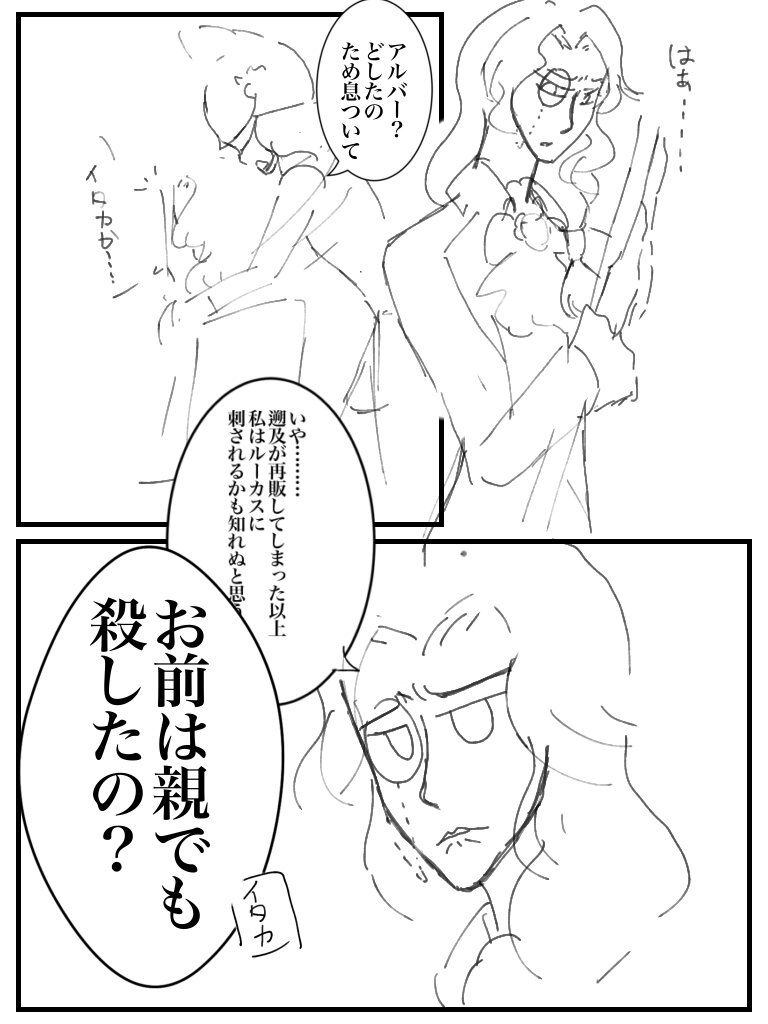 はぁ……
アルバー？
どしたの
ため息ついて
イタカか…
いや…………
遡及が再販してしまった以上
私はルーカスに
刺されるかも知れぬと思う
お前は親でも
殺したの？
イタカ